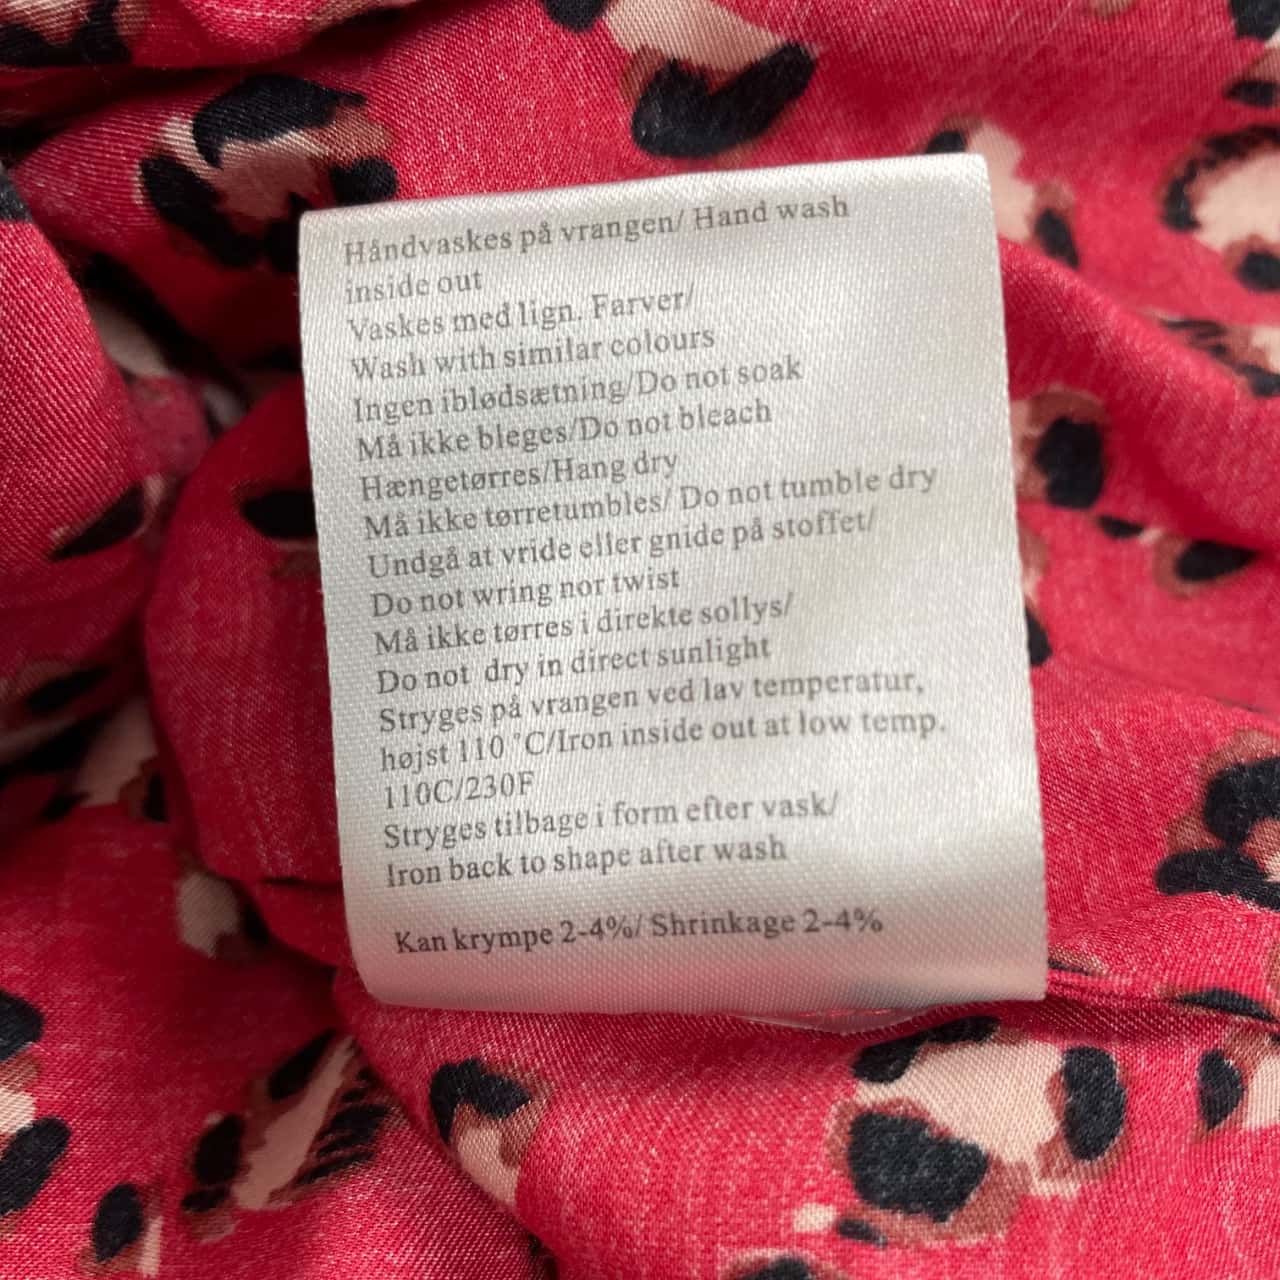 Håndvaskes på vrangen/ Hand wash
inside out
Vaskes med lign. Farver/
Wash with similar colours
Ingen iblødsætning/Do not soak
Må ikke bleges/Do not bleach
Hængetørres/Hang dry
Må ikke tørretumbles/ Do not tumble dry
Undgå at vride eller gnide på stoffet/
Do not wring nor twist
Må ikke tørres i direkte sollys/
Do not  dry in direct sunlight
Stryges på vrangen ved lav temperatur,
højst 110 °C/Iron inside out at low temp.
110C/230F
Stryges tilbage i form efter vask/
Iron back to shape after wash
Kan krympe 2-4%/ Shrinkage 2-4%